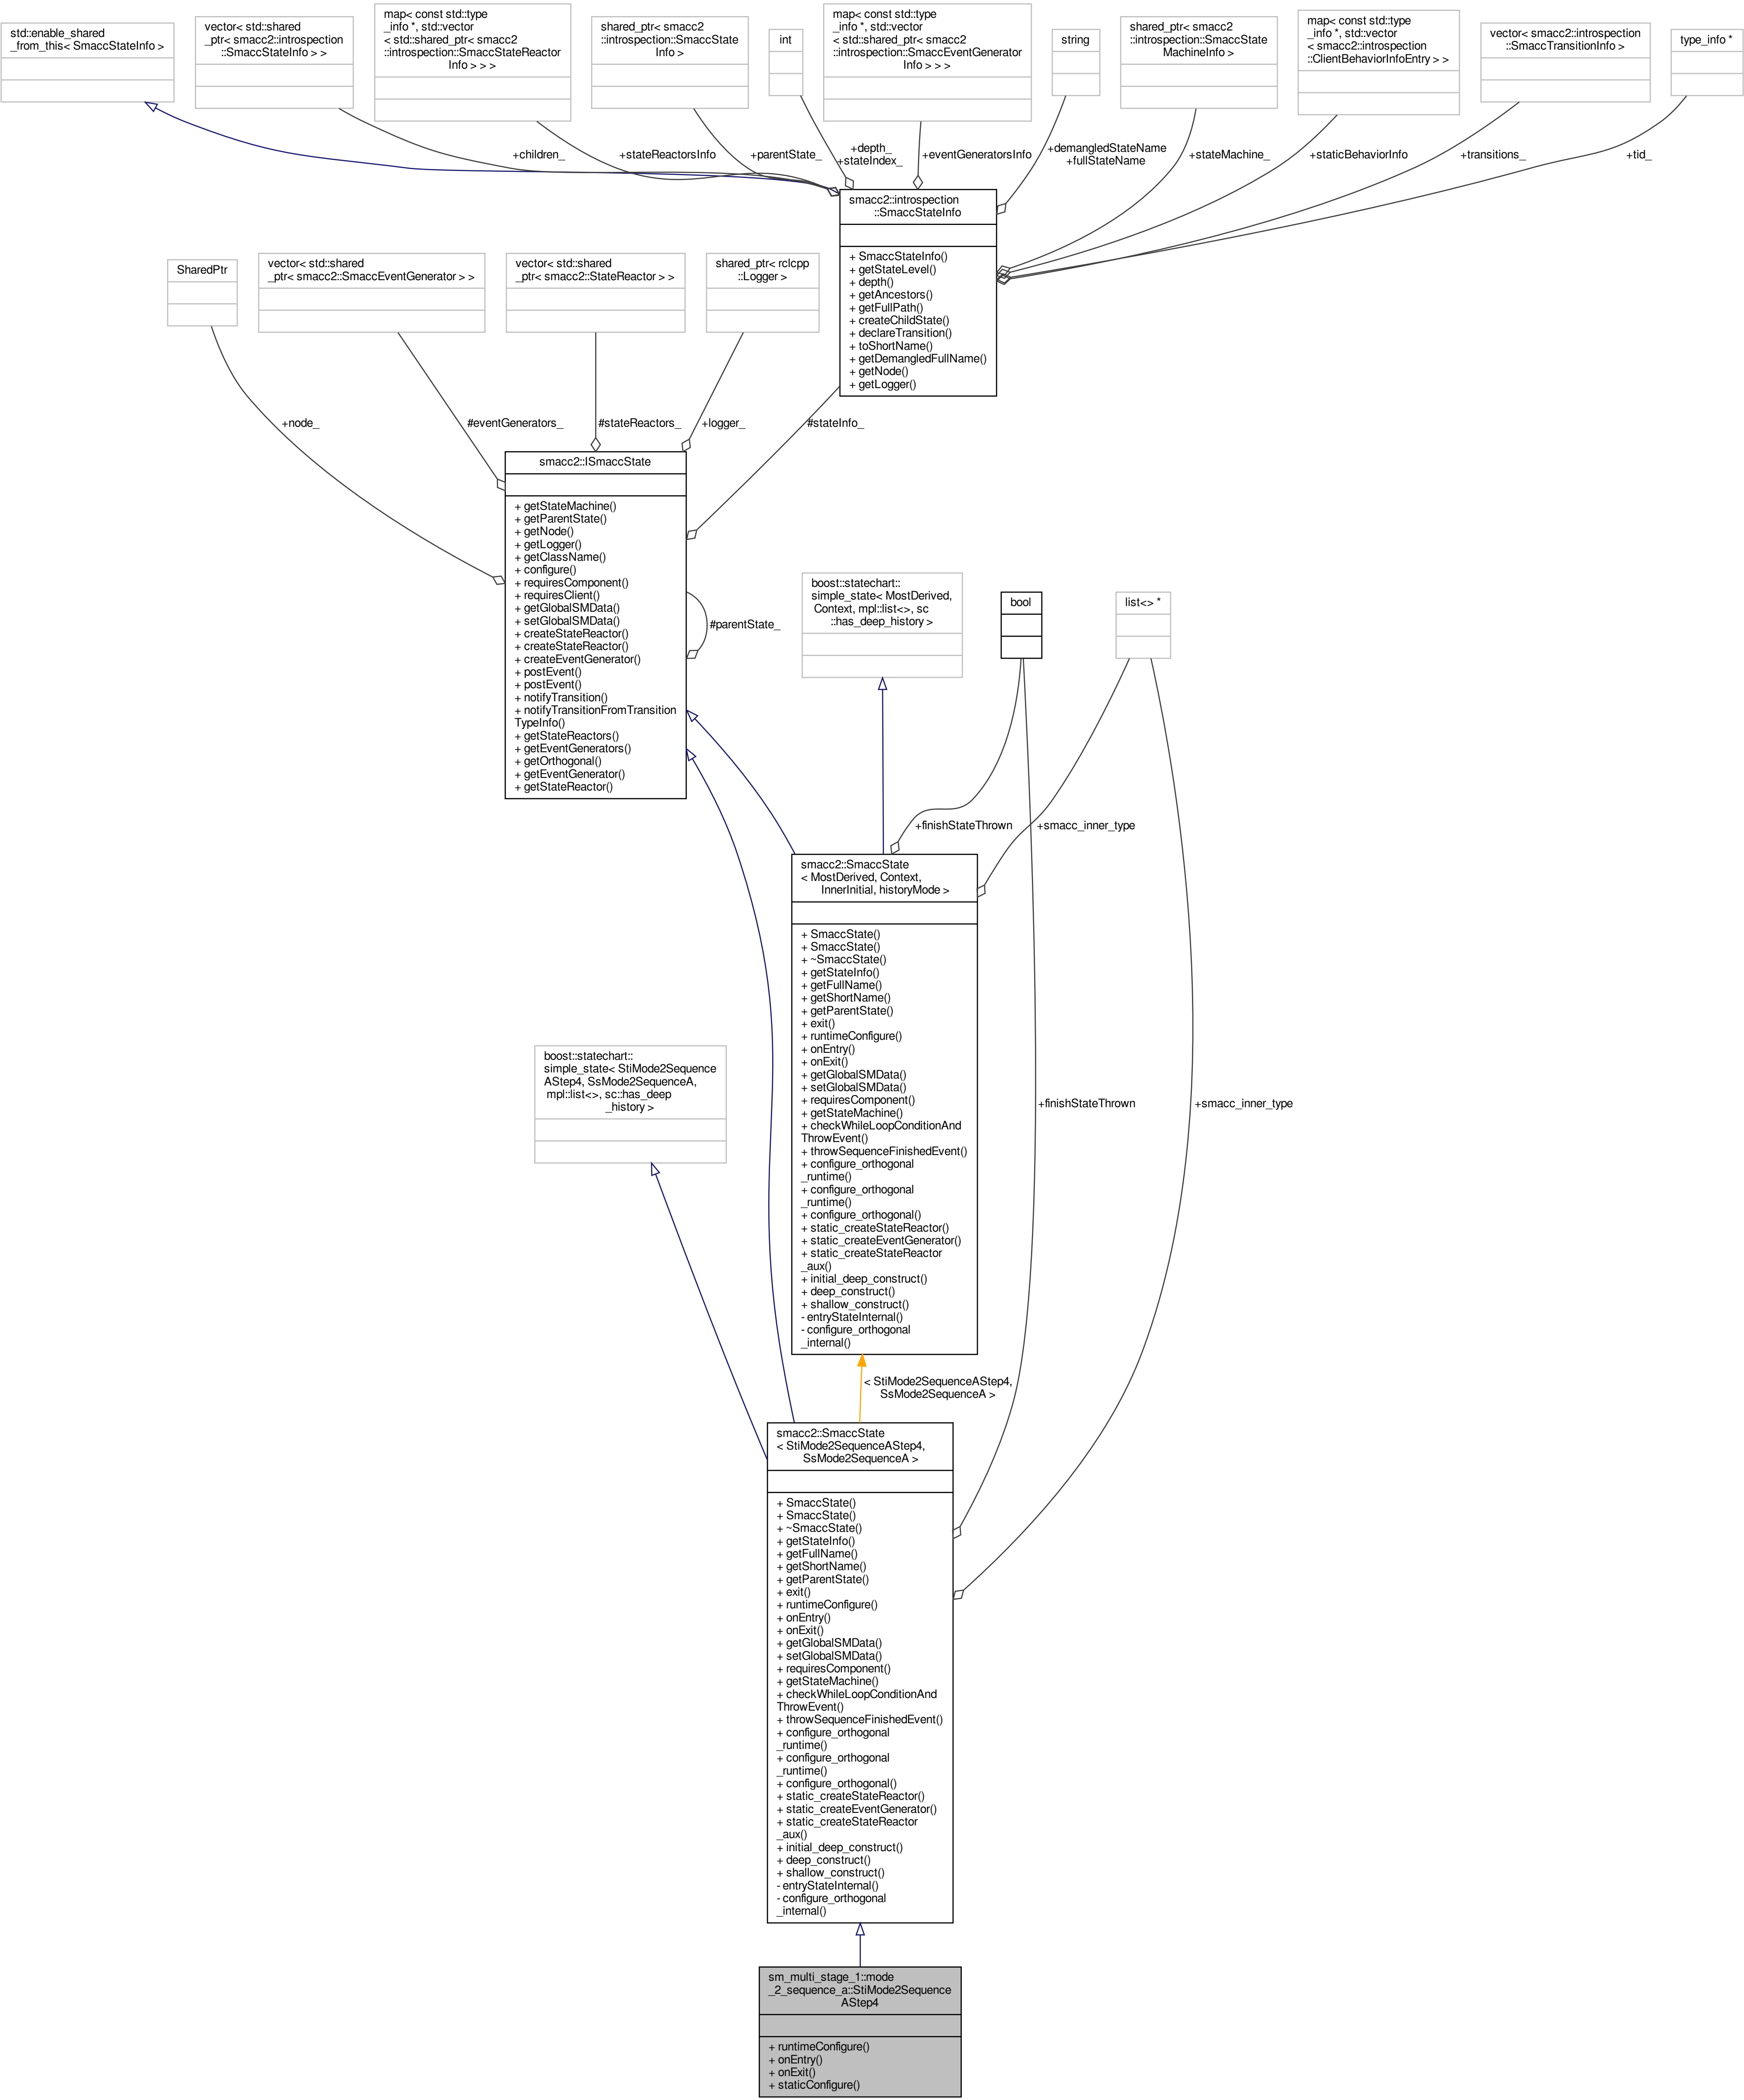 std::enable_shared
_from_this< SmaccStateInfo >
vector< std::shared
_ptr< smacc2::introspection
::SmaccStateInfo > >
map< const std::type
_info *, std::vector
< std::shared_ptr< smacc2
::introspection::SmaccStateReactor
Info > > >
shared_ptr< smacc2
::introspection::SmaccState
Info >
int
map< const std::type
_info *, std::vector
< std::shared_ptr< smacc2
::introspection::SmaccEventGenerator
Info > > >
string
shared_ptr< smacc2
::introspection::SmaccState
MachineInfo >
map< const std::type
_info *, std::vector
< smacc2::introspection
::ClientBehaviorInfoEntry > >
vector< smacc2::introspection
::SmaccTransitionInfo >
type_info *
+children_
+stateReactorsInfo
+parentState_
+depth_
+stateIndex_
+eventGeneratorsInfo
+demangledStateName
+fullStateName
+stateMachine_
+staticBehaviorInfo
+transitions_
+tid_
smacc2::introspection
::SmaccStateInfo
+ SmaccStateInfo()
+ getStateLevel()
+ depth()
+ getAncestors()
+ getFullPath()
+ createChildState()
+ declareTransition()
+ toShortName()
+ getDemangledFullName()
+ getNode()
+ getLogger()
SharedPtr
vector< std::shared
_ptr< smacc2::SmaccEventGenerator > >
vector< std::shared
_ptr< smacc2::StateReactor > >
shared_ptr< rclcpp
::Logger >
+node_
#eventGenerators_
#stateReactors_
+logger_
#stateInfo_
smacc2::ISmaccState
+ getStateMachine()
+ getParentState()
+ getNode()
+ getLogger()
+ getClassName()
+ configure()
+ requiresComponent()
+ requiresClient()
+ getGlobalSMData()
+ setGlobalSMData()
+ createStateReactor()
+ createStateReactor()
+ createEventGenerator()
+ postEvent()
+ postEvent()
+ notifyTransition()
+ notifyTransitionFromTransition
TypeInfo()
+ getStateReactors()
+ getEventGenerators()
+ getOrthogonal()
+ getEventGenerator()
+ getStateReactor()
#parentState_
boost::statechart::
simple_state< MostDerived,
Context, mpl::list<>, sc
::has_deep_history >
bool
list<> *
+finishStateThrown
+smacc_inner_type
smacc2::SmaccState
< MostDerived, Context,
InnerInitial, historyMode >
+ SmaccState()
+ SmaccState()
+ ~SmaccState()
+ getStateInfo()
+ getFullName()
+ getShortName()
+ getParentState()
+ exit()
+ runtimeConfigure()
+ onEntry()
+ onExit()
+ getGlobalSMData()
+ setGlobalSMData()
+ requiresComponent()
+ getStateMachine()
+ checkWhileLoopConditionAnd
ThrowEvent()
+ throwSequenceFinishedEvent()
+ configure_orthogonal
_runtime()
+ configure_orthogonal
_runtime()
+ configure_orthogonal()
+ static_createStateReactor()
+ static_createEventGenerator()
+ static_createStateReactor
_aux()
+ initial_deep_construct()
+ deep_construct()
+ shallow_construct()
- entryStateInternal()
- configure_orthogonal
_internal()
boost::statechart::
simple_state< StiMode2Sequence
AStep4, SsMode2SequenceA,
mpl::list<>, sc::has_deep
_history >
+finishStateThrown
+smacc_inner_type
< StiMode2SequenceAStep4,
SsMode2SequenceA >
smacc2::SmaccState
< StiMode2SequenceAStep4,
SsMode2SequenceA >
+ SmaccState()
+ SmaccState()
+ ~SmaccState()
+ getStateInfo()
+ getFullName()
+ getShortName()
+ getParentState()
+ exit()
+ runtimeConfigure()
+ onEntry()
+ onExit()
+ getGlobalSMData()
+ setGlobalSMData()
+ requiresComponent()
+ getStateMachine()
+ checkWhileLoopConditionAnd
ThrowEvent()
+ throwSequenceFinishedEvent()
+ configure_orthogonal
_runtime()
+ configure_orthogonal
_runtime()
+ configure_orthogonal()
+ static_createStateReactor()
+ static_createEventGenerator()
+ static_createStateReactor
_aux()
+ initial_deep_construct()
+ deep_construct()
+ shallow_construct()
- entryStateInternal()
- configure_orthogonal
_internal()
sm_multi_stage_1::mode
_2_sequence_a::StiMode2Sequence
AStep4
+ runtimeConfigure()
+ onEntry()
+ onExit()
+ staticConfigure()